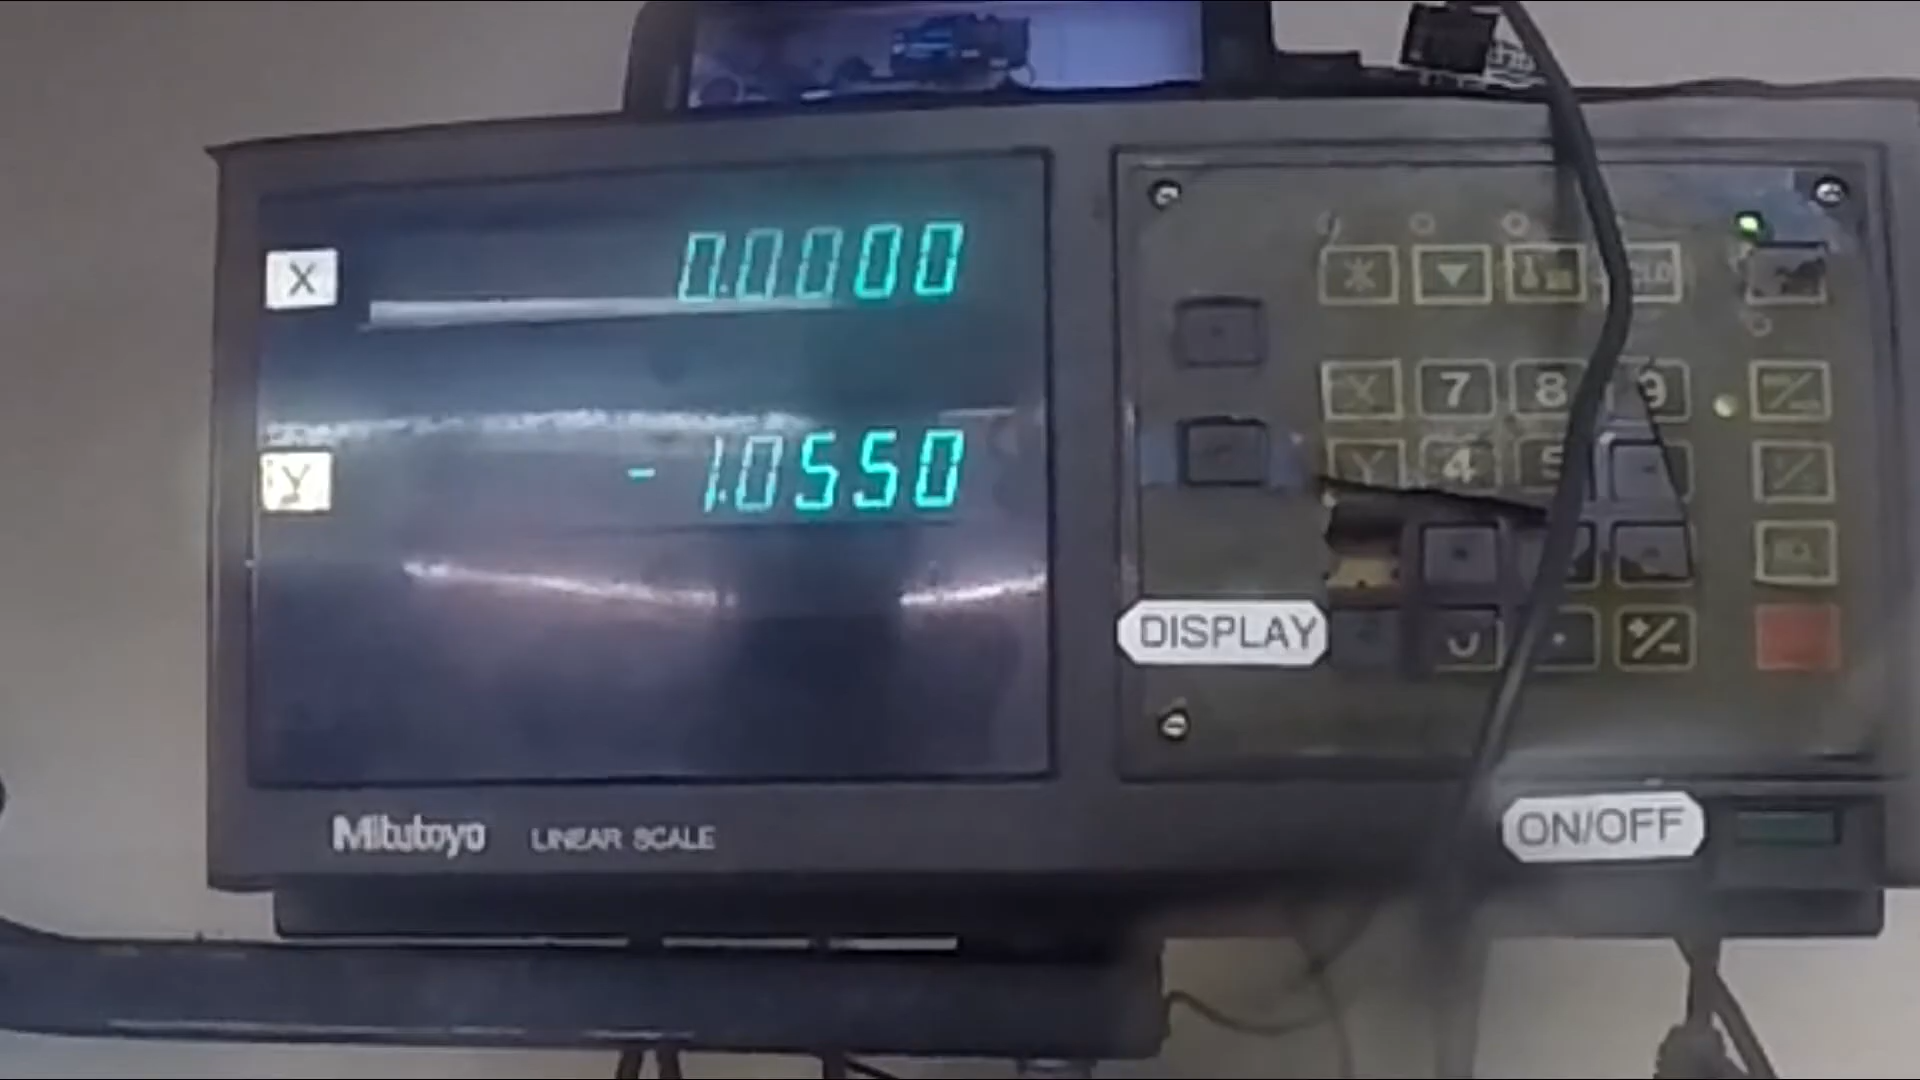 X 0.0000
Y -1.0550
X 7 8 9
Y 4 5
DISPLAY
+/-
ON/OFF
Mitutoyo LINEAR SCALE